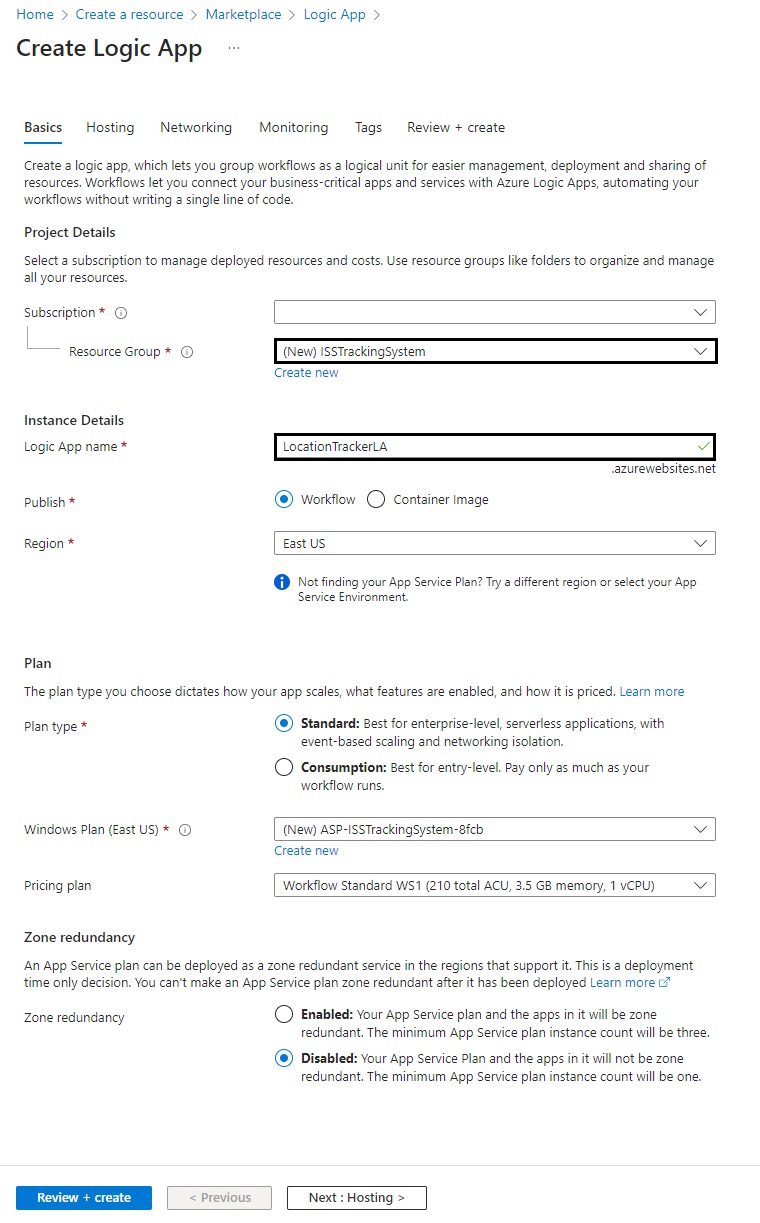 Home > Create a resource > Marketplace > Logic App >
Create Logic App ...
Basics Hosting Networking Monitoring Tags Review + create
Create a logic app, which lets you group workflows as a logical unit for easier management, deployment and sharing of
resources. Workflows let you connect your business-critical apps and services with Azure Logic Apps, automating your
workflows without writing a single line of code.
Project Details
Select a subscription to manage deployed resources and costs. Use resource groups like folders to organize and manage
all your resources.
Subscription *
Resource Group * (New) ISSTrackingSystem
Create new
Instance Details
Logic App name * LocationTrackerLA
.azurewebsites.net
Publish * Workflow Container Image
Region * East US
Not finding your App Service Plan? Try a different region or select your App
Service Environment.
Plan
The plan type you choose dictates how your app scales, what features are enabled, and how it is priced. Learn more
Plan type * Standard: Best for enterprise-level, serverless applications, with
event-based scaling and networking isolation.
Consumption: Best for entry-level. Pay only as much as your
workflow runs.
Windows Plan (East US) * (New) ASP-ISSTrackingSystem-8fcb
Create new
Pricing plan Workflow Standard WS1 (210 total ACU, 3.5 GB memory, 1 vCPU)
Zone redundancy
An App Service plan can be deployed as a zone redundant service in the regions that support it. This is a deployment
time only decision. You can't make an App Service plan zone redundant after it has been deployed Learn more
Zone redundancy Enabled: Your App Service plan and the apps in it will be zone
redundant. The minimum App Service plan instance count will be three.
Disabled: Your App Service Plan and the apps in it will not be zone
redundant. The minimum App Service plan instance count will be one.
Review + create < Previous Next : Hosting >